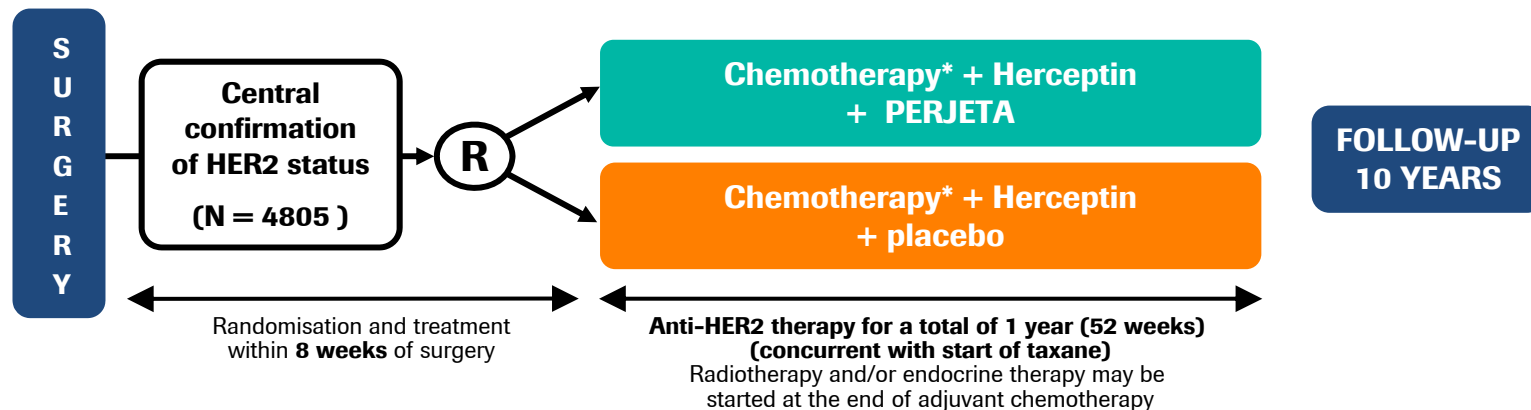 SURGERY
Central
confirmation
of HER2 status
(N = 4805 )
R
Chemotherapy* + Herceptin
+ PERJETA
Chemotherapy* + Herceptin
+ placebo
FOLLOW-UP
10 YEARS
Randomisation and treatment
within 8 weeks of surgery
Anti-HER2 therapy for a total of 1 year (52 weeks)
(concurrent with start of taxane)
Radiotherapy and/or endocrine therapy may be
started at the end of adjuvant chemotherapy